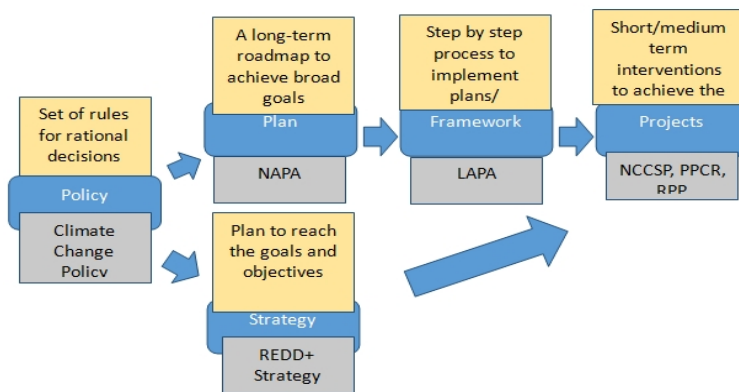 Set of rules
for rational
decisions
Policy
Climate
Change
Policy
A long-term
roadmap to
achieve broad
goals
Plan
NAPA
Step by step
process to
implement
plans/
Framework
LAPA
Short/medium
term
interventions
to achieve the
Projects
NCCSP, PPCR,
RPP
Plan to reach
the goals and
objectives
Strategy
REDD+
Strategy